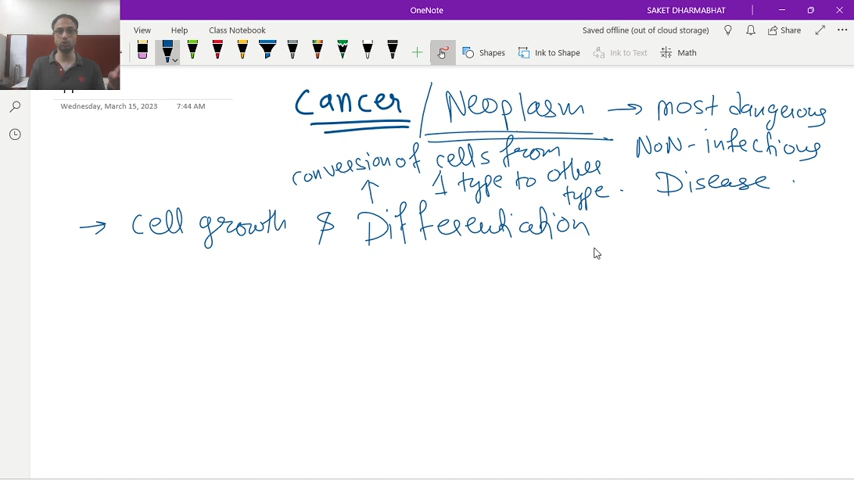 OneNote
SAKET DHARMABHAT
View Help Class Notebook
Saved offline (out of cloud storage) Share
Shapes Ink to Shape Ink to Text Math
Wednesday, March 15, 2023 7:44 AM
Cancer / Neoplasm → most dangerous
Non-infectious
Disease.
conversion of cells from
1 type to other
type.
→ cell growth & Differentiation